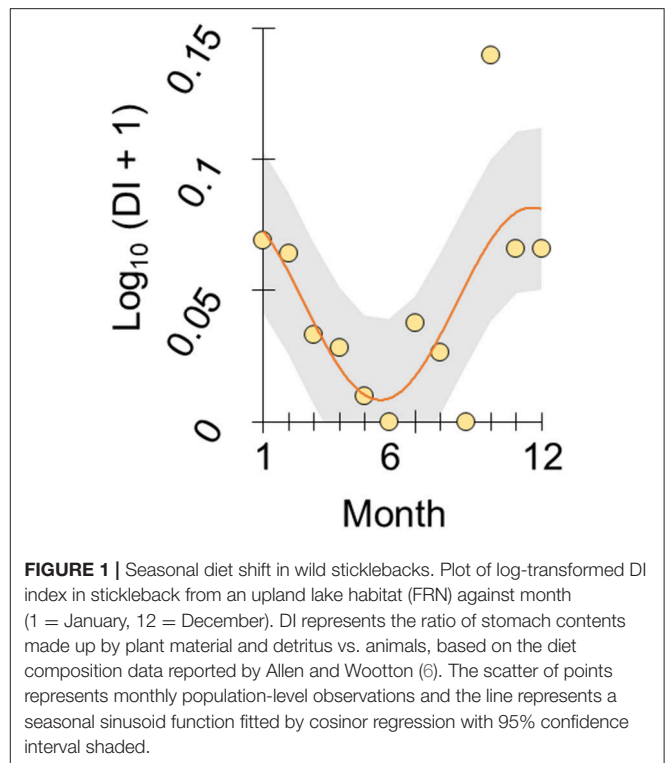 0.15
0.1
0.05
0
Log10 (DI + 1)
1 6 12
Month
FIGURE 1 | Seasonal diet shift in wild sticklebacks. Plot of log-transformed DI
index in stickleback from an upland lake habitat (FRN) against month
(1 = January, 12 = December). DI represents the ratio of stomach contents
made up by plant material and detritus vs. animals, based on the diet
composition data reported by Allen and Wootton (6). The scatter of points
represents monthly population-level observations and the line represents a
seasonal sinusoid function fitted by cosinor regression with 95% confidence
interval shaded.